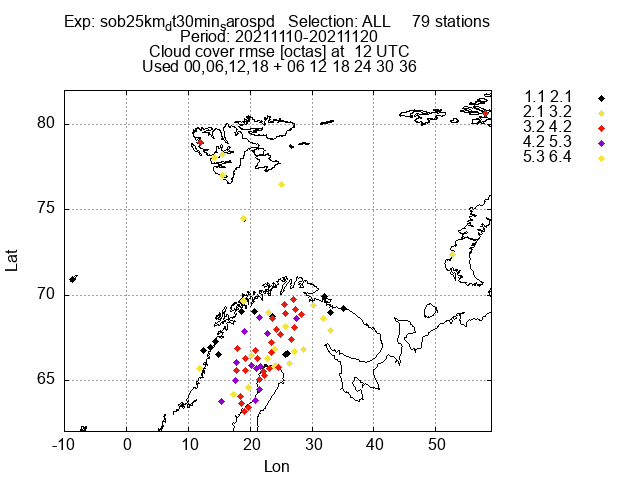 Exp: sob25km_dt30min_sarospd Selection: ALL 79 stations
Period: 20211110-20211120
Cloud cover rmse [octas] at 12 UTC
Used 00,06,12,18 + 06 12 18 24 30 36
1.1 2.1
2.1 3.2
3.2 4.2
4.2 5.3
5.3 6.4
80
75
70
65
Lat
-10 0 10 20 30 40 50
Lon